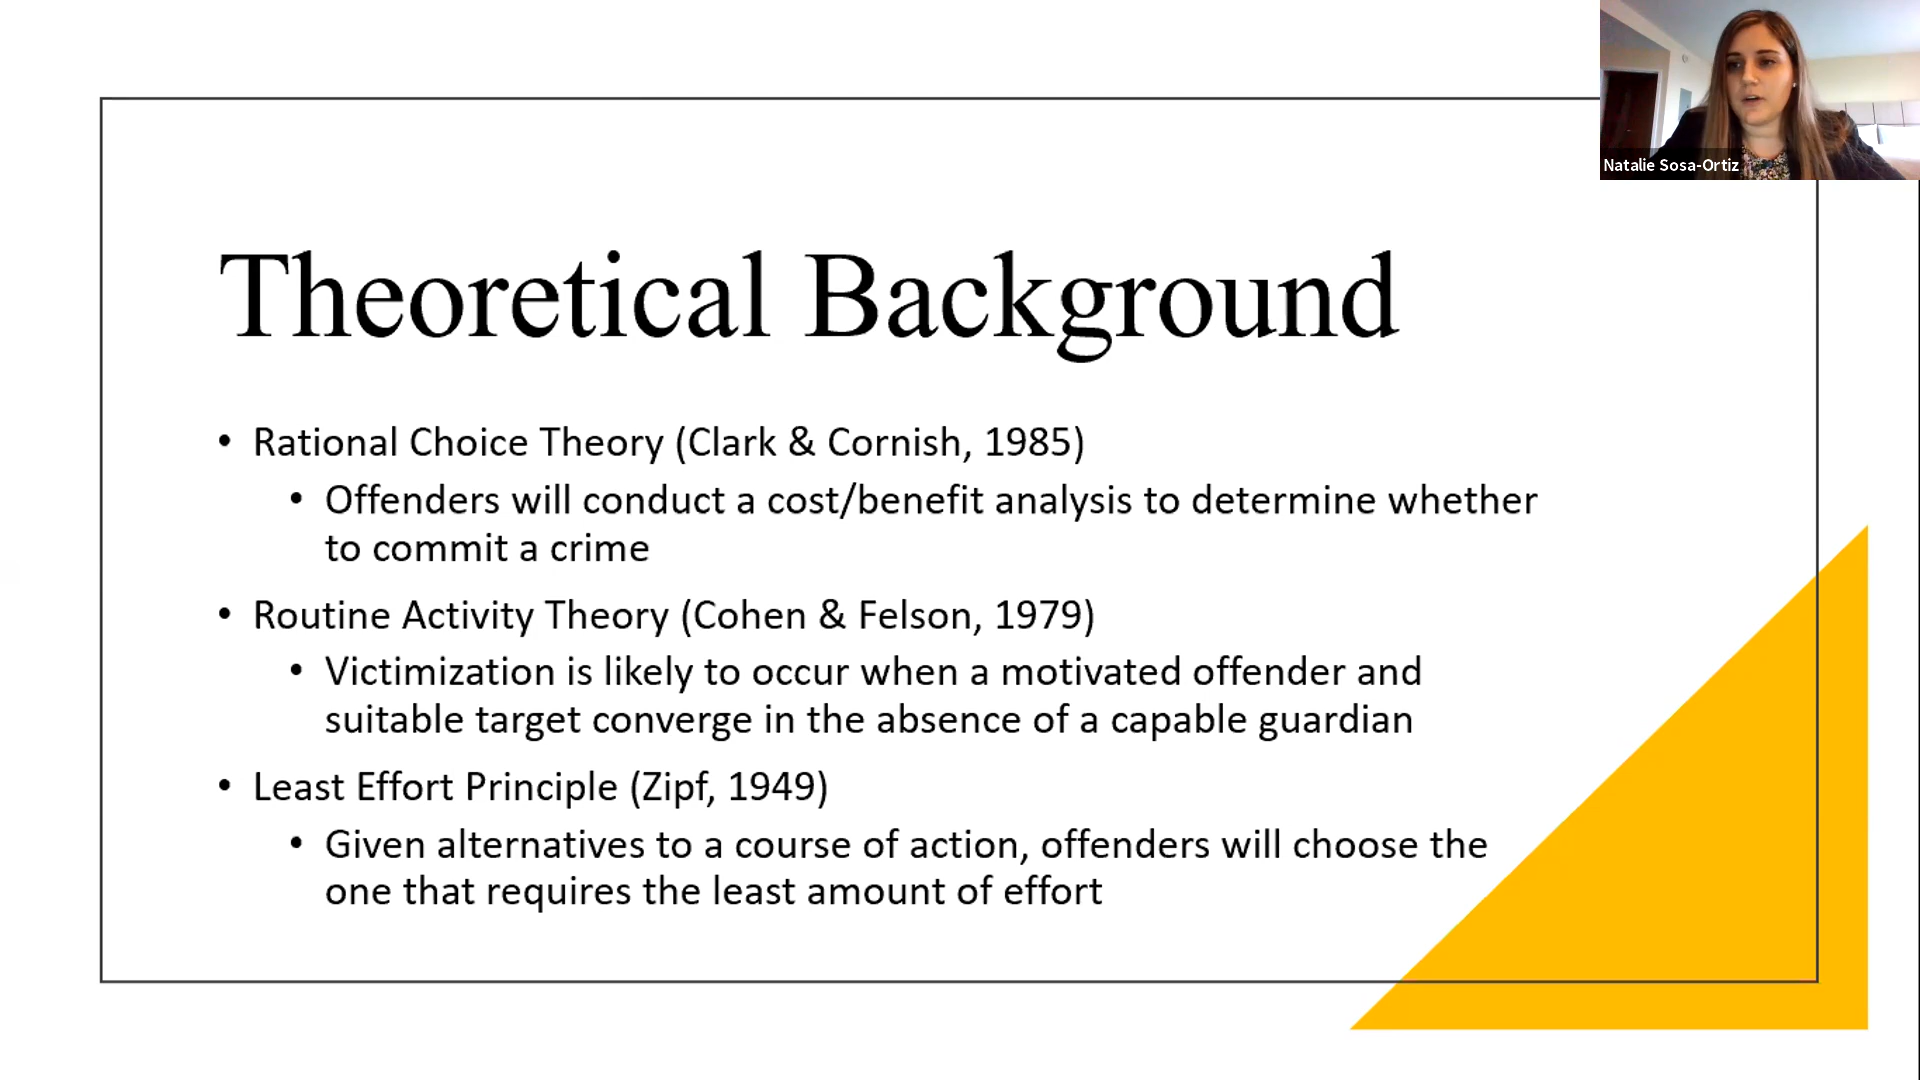 Natalie Sosa-Ortiz
Theoretical Background
• Rational Choice Theory (Clark & Cornish, 1985)
• Offenders will conduct a cost/benefit analysis to determine whether
to commit a crime
• Routine Activity Theory (Cohen & Felson, 1979)
• Victimization is likely to occur when a motivated offender and
suitable target converge in the absence of a capable guardian
• Least Effort Principle (Zipf, 1949)
• Given alternatives to a course of action, offenders will choose the
one that requires the least amount of effort